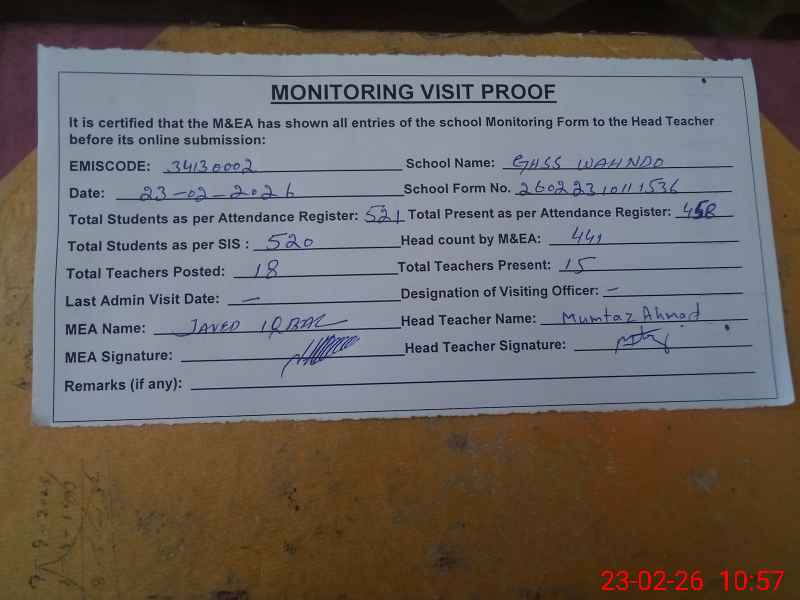 MONITORING VISIT PROOF
It is certified that the M&EA has shown all entries of the school Monitoring Form to the Head Teacher
before its online submission:
EMISCODE: 34130002 School Name: GHSS WAHNDO
Date: 23-02-2026 School Form No. 26022310111536
Total Students as per Attendance Register: 521 Total Present as per Attendance Register: 458
Total Students as per SIS : 520 Head count by M&EA: 441
Total Teachers Posted: 18 Total Teachers Present: 15
Last Admin Visit Date: — Designation of Visiting Officer: —
MEA Name: JAVED IQBAL Head Teacher Name: Mumtaz Ahmad
MEA Signature: Head Teacher Signature:
Remarks (if any):
23-02-26 10:57